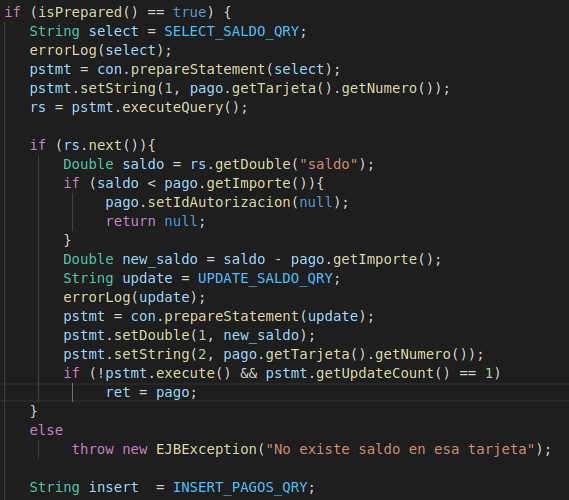 if (isPrepared() == true) {
String select = SELECT_SALDO_QRY;
errorLog(select);
pstmt = con.prepareStatement(select);
pstmt.setString(1, pago.getTarjeta().getNumero());
rs = pstmt.executeQuery();
if (rs.next()){
Double saldo = rs.getDouble("saldo");
if (saldo < pago.getImporte()){
pago.setIdAutorizacion(null);
return null;
}
Double new_saldo = saldo - pago.getImporte();
String update = UPDATE_SALDO_QRY;
errorLog(update);
pstmt = con.prepareStatement(update);
pstmt.setDouble(1, new_saldo);
pstmt.setString(2, pago.getTarjeta().getNumero());
if (!pstmt.execute() && pstmt.getUpdateCount() == 1)
ret = pago;
}
else
throw new EJBException("No existe saldo en esa tarjeta");
String insert  = INSERT_PAGOS_QRY;